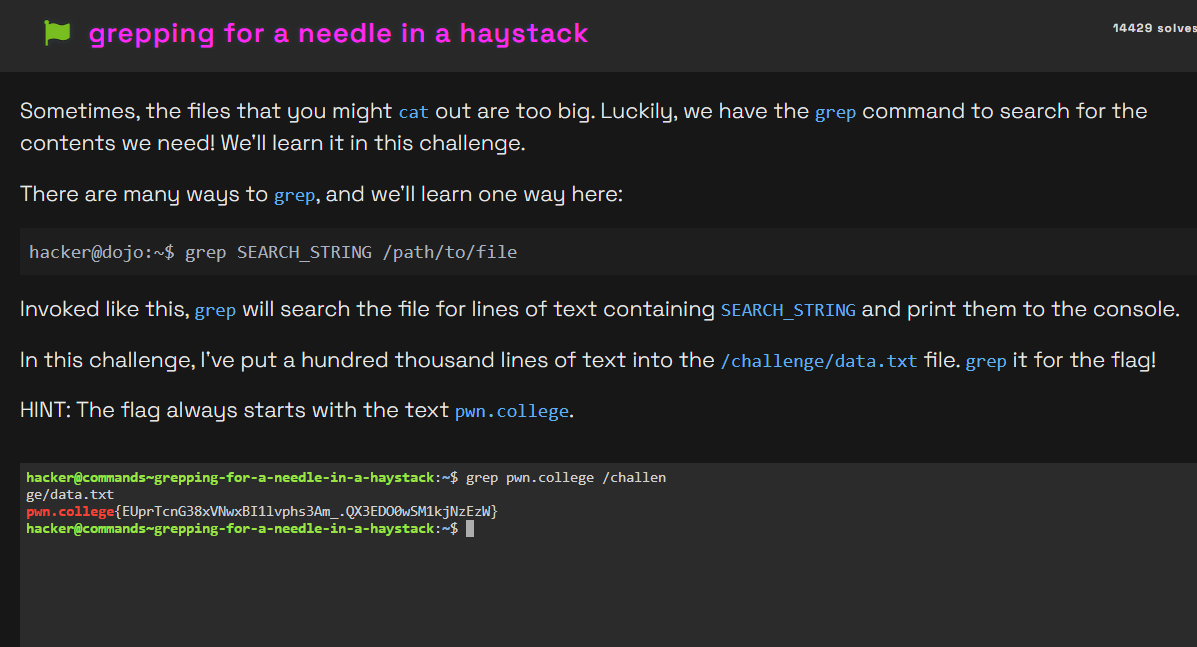 grepping for a needle in a haystack
14429 solves
Sometimes, the files that you might cat out are too big. Luckily, we have the grep command to search for the
contents we need! We'll learn it in this challenge.
There are many ways to grep, and we'll learn one way here:
hacker@dojo:~$ grep SEARCH_STRING /path/to/file
Invoked like this, grep will search the file for lines of text containing SEARCH_STRING and print them to the console.
In this challenge, I've put a hundred thousand lines of text into the /challenge/data.txt file. grep it for the flag!
HINT: The flag always starts with the text pwn.college.
hacker@commands~grepping-for-a-needle-in-a-haystack:~$ grep pwn.college /challen
ge/data.txt
pwn.college{EUprTcnG38xVNwxBI1lvphs3Am_.QX3EDO0wSM1kjNzEzW}
hacker@commands~grepping-for-a-needle-in-a-haystack:~$